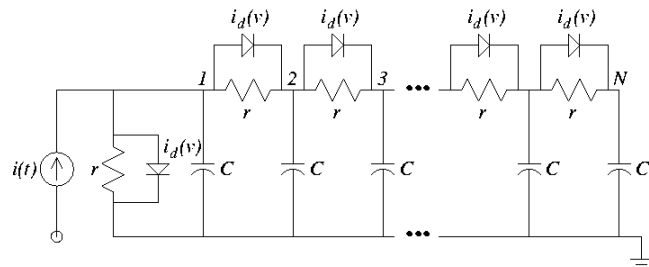 i_d(v) i_d(v) i_d(v) i_d(v)
1 2 3 ••• N
r r r r
i(t) r i_d(v) C C C C C
•••